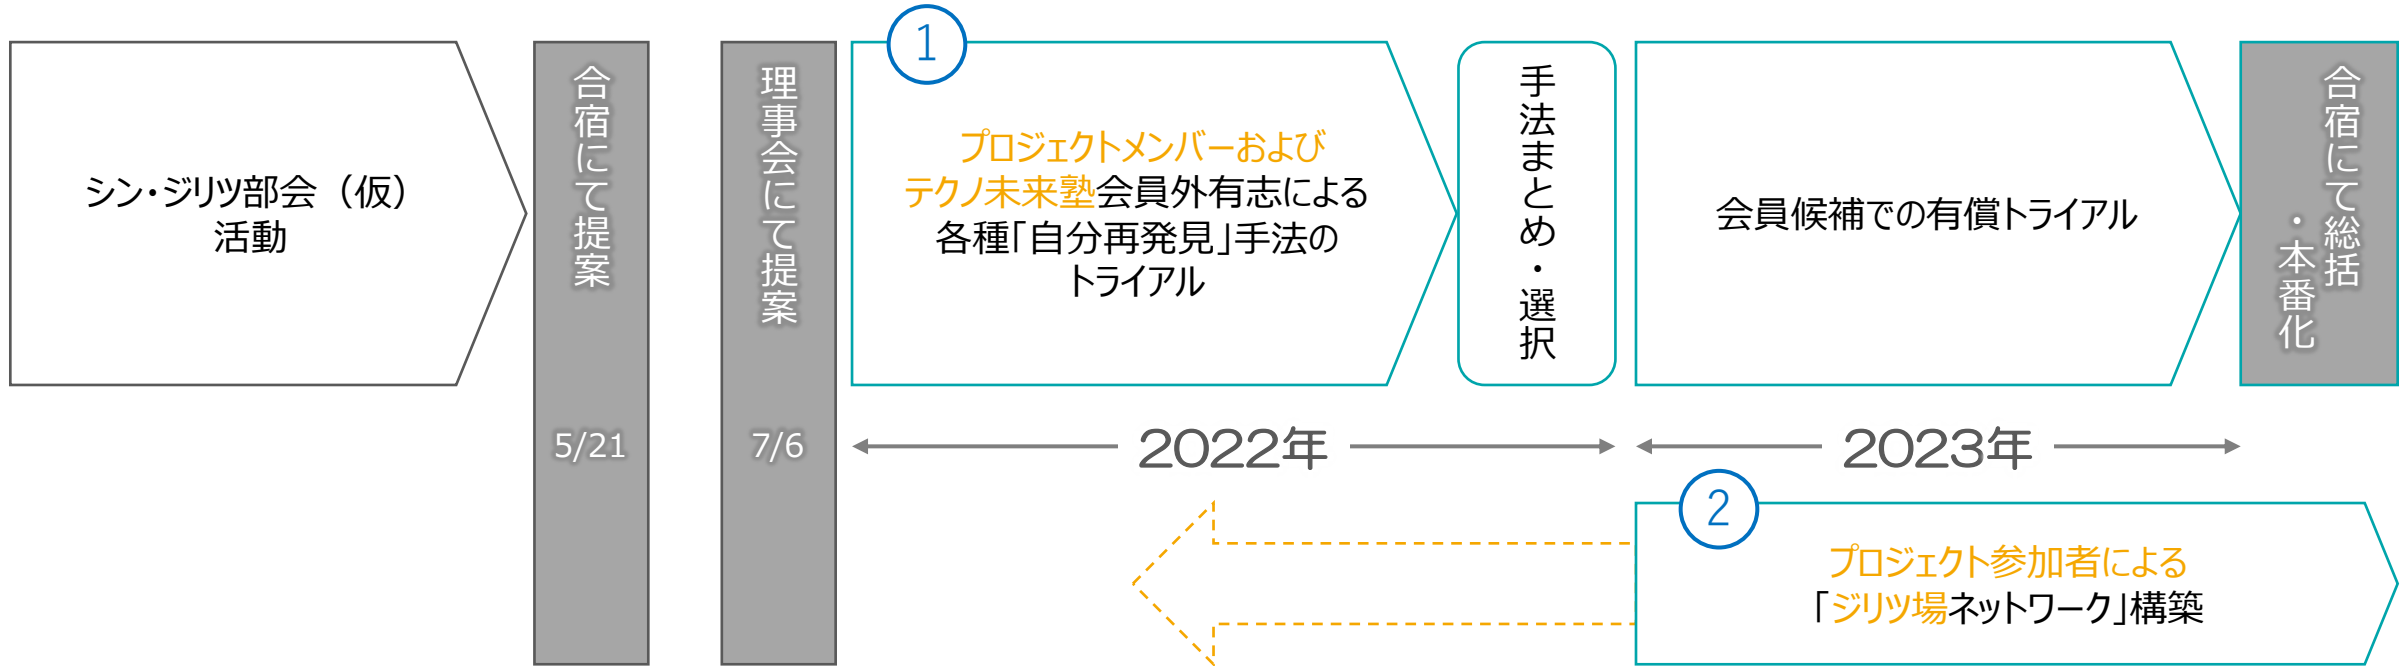 シン・ジリツ部会（仮）
活動
合宿にて提案
5/21
理事会にて提案
7/6
1
プロジェクトメンバーおよび
テクノ未来塾会員外有志による
各種「自分再発見」手法の
トライアル
手法まとめ・選択
会員候補での有償トライアル
合宿にて総括
・本番化
2022年
2023年
2
プロジェクト参加者による
「ジリツ場ネットワーク」構築